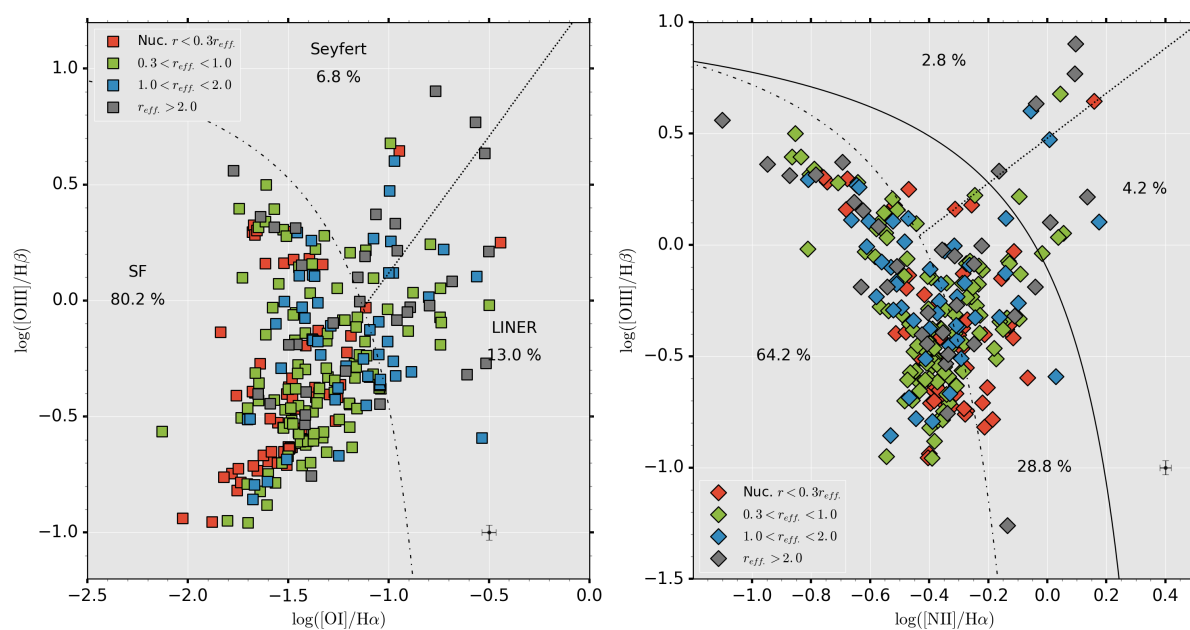 Nuc. r < 0.3r_eff.
0.3 < r_eff. < 1.0
1.0 < r_eff. < 2.0
r_eff. > 2.0
Seyfert
6.8 %
SF
80.2 %
LINER
13.0 %
1.0
0.5
0.0
−0.5
−1.0
log([OIII]/Hβ)
−2.5 −2.0 −1.5 −1.0 −0.5 0.0
log([OI]/Hα)
2.8 %
4.2 %
64.2 %
28.8 %
Nuc. r < 0.3r_eff.
0.3 < r_eff. < 1.0
1.0 < r_eff. < 2.0
r_eff. > 2.0
1.0
0.5
0.0
−0.5
−1.0
−1.5
log([OIII]/Hβ)
−1.0 −0.8 −0.6 −0.4 −0.2 0.0 0.2 0.4
log([NII]/Hα)